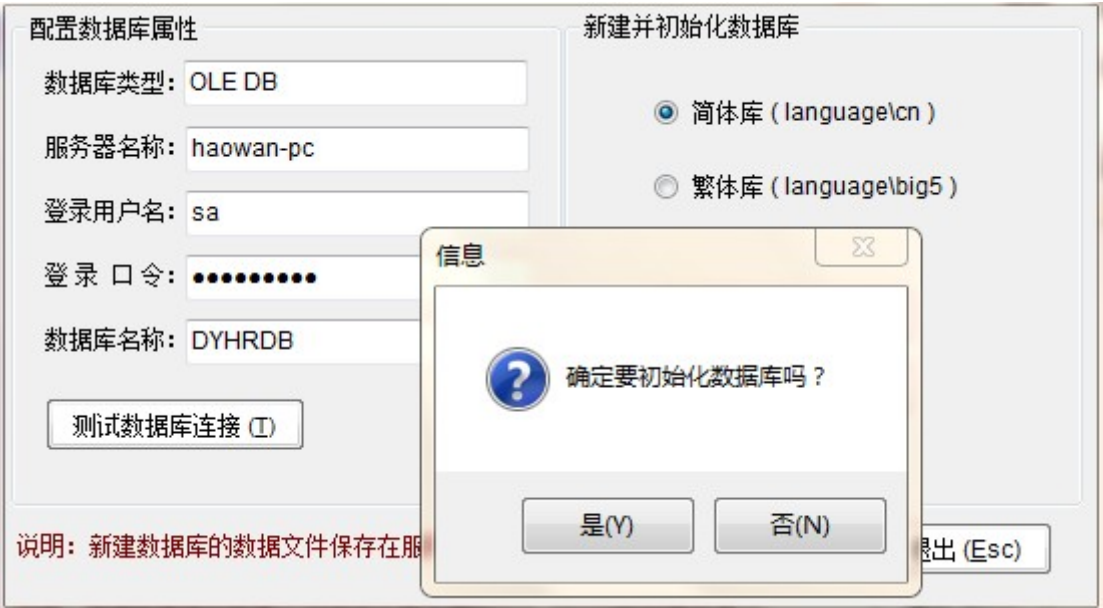 配置数据库属性
数据库类型：OLE DB
服务器名称：haowan-pc
登录用户名：sa
登 录 口 令：●●●●●●●●●
数据库名称：DYHRDB
测试数据库连接 (T)
新建并初始化数据库
简体库 ( language\cn )
繁体库 ( language\big5 )
信息
确定要初始化数据库吗？
是(Y)
否(N)
说明：新建数据库的数据文件保存在
出 (Esc)